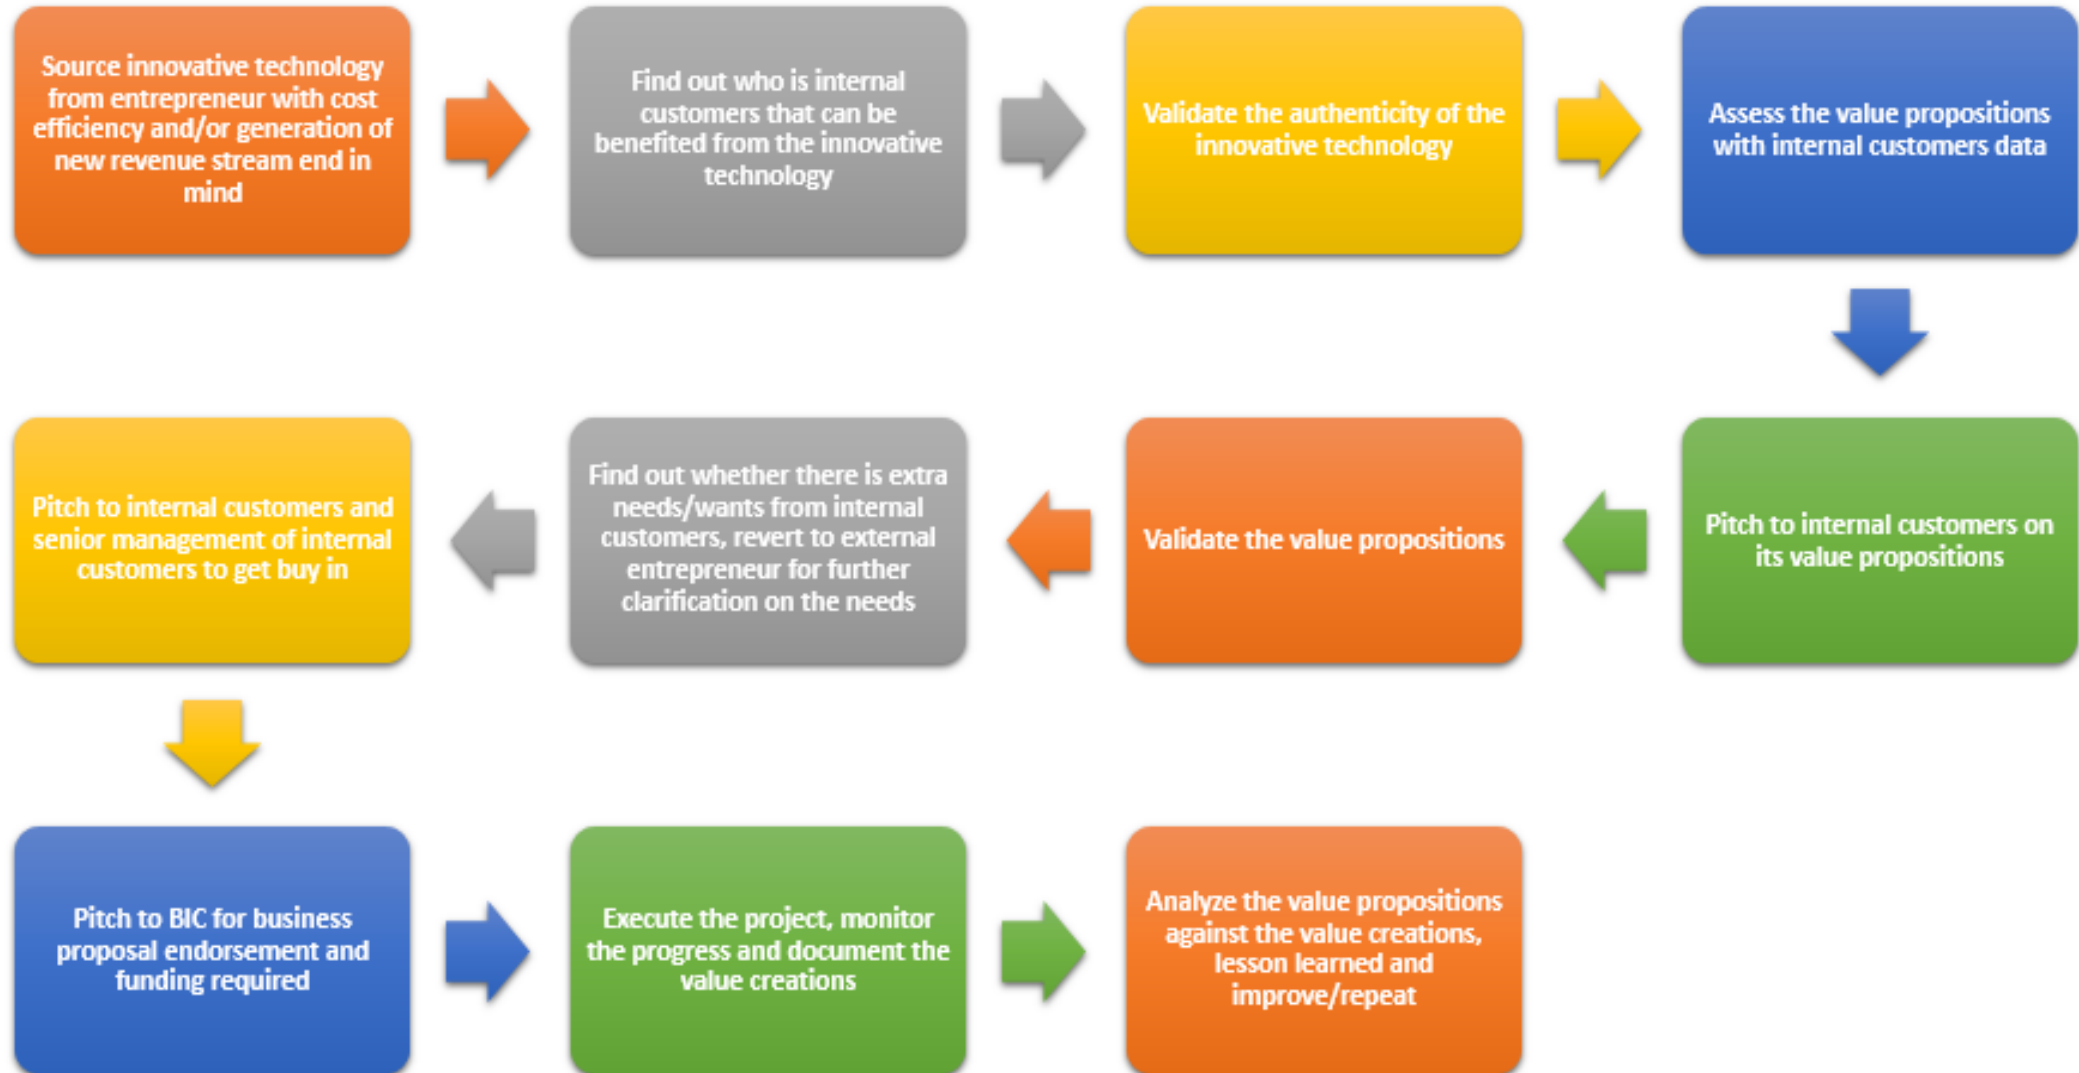 Source innovative technology
from entrepreneur with cost
efficiency and/or generation of
new revenue stream end in
mind
Find out who is internal
customers that can be
benefited from the innovative
technology
Validate the authenticity of the
innovative technology
Assess the value propositions
with internal customers data
Pitch to internal customers on
its value propositions
Validate the value propositions
Find out whether there is extra
needs/wants from internal
customers, revert to external
entrepreneur for further
clarification on the needs
Pitch to internal customers and
senior management of internal
customers to get buy in
Pitch to BIC for business
proposal endorsement and
funding required
Execute the project, monitor
the progress and document the
value creations
Analyze the value propositions
against the value creations,
lesson learned and
improve/repeat